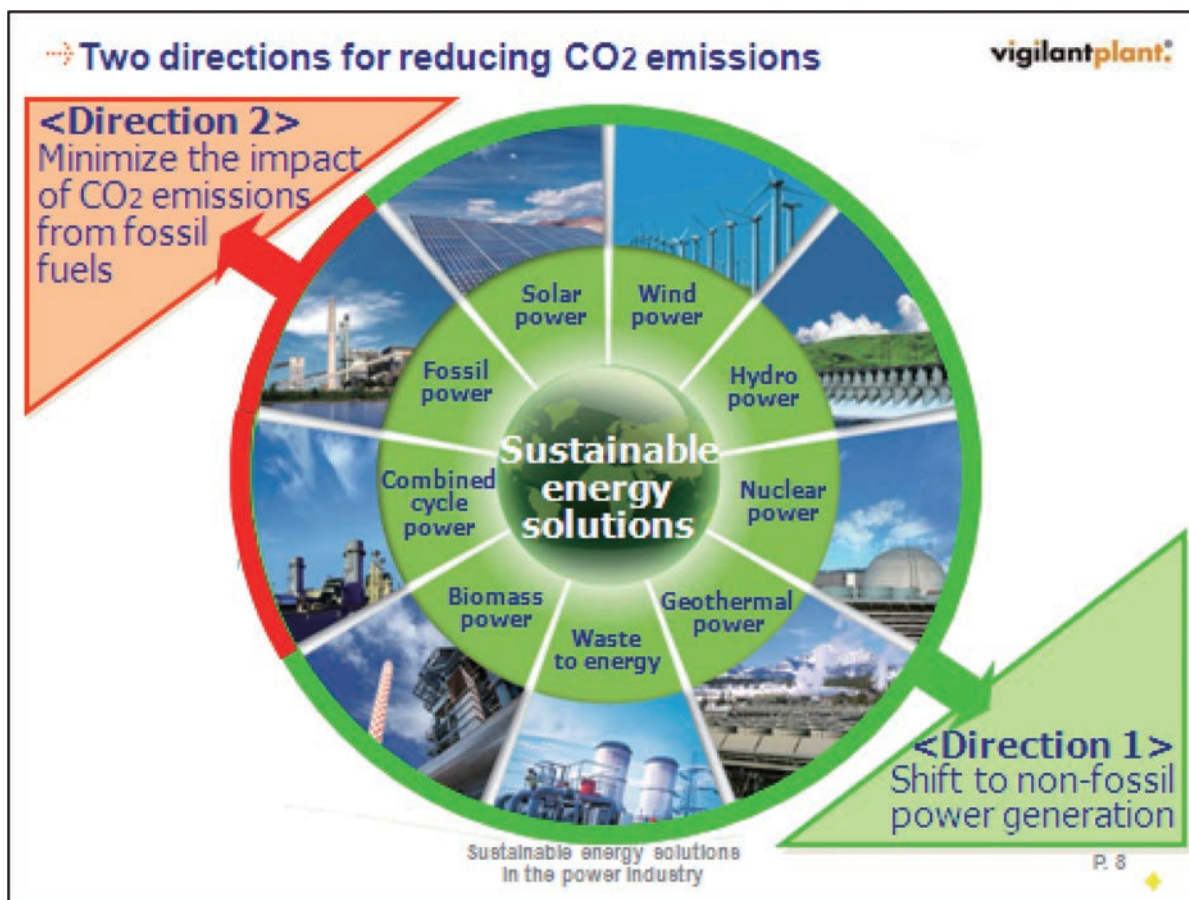 Two directions for reducing CO2 emissions
vigilantplant.®
<Direction 2>
Minimize the impact
of CO2 emissions
from fossil
fuels
Solar
power
Wind
power
Fossil
power
Hydro
power
Sustainable
energy
solutions
Combined
cycle
power
Nuclear
power
Biomass
power
Geothermal
power
Waste
to energy
<Direction 1>
Shift to non-fossil
power generation
Sustainable energy solutions
in the power industry
P. 8